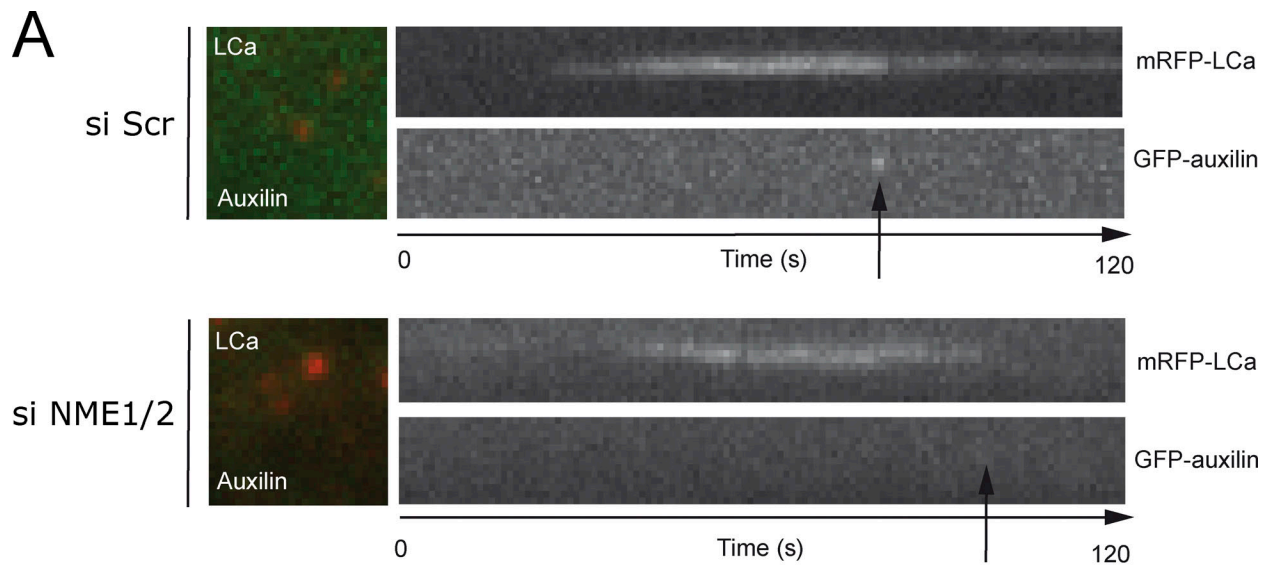 A
si Scr
LCa
Auxilin
mRFP-LCa
GFP-auxilin
0
Time (s)
120
si NME1/2
LCa
Auxilin
mRFP-LCa
GFP-auxilin
0
Time (s)
120